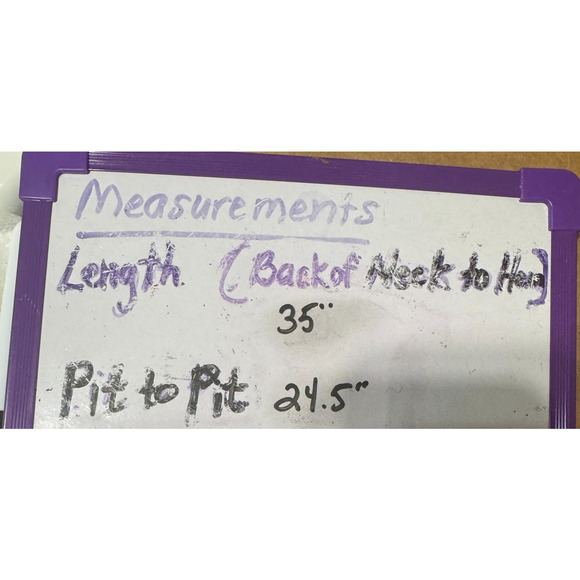 Measurements
Length (Back of Neck to Hem)
35"
Pit to Pit 24.5"